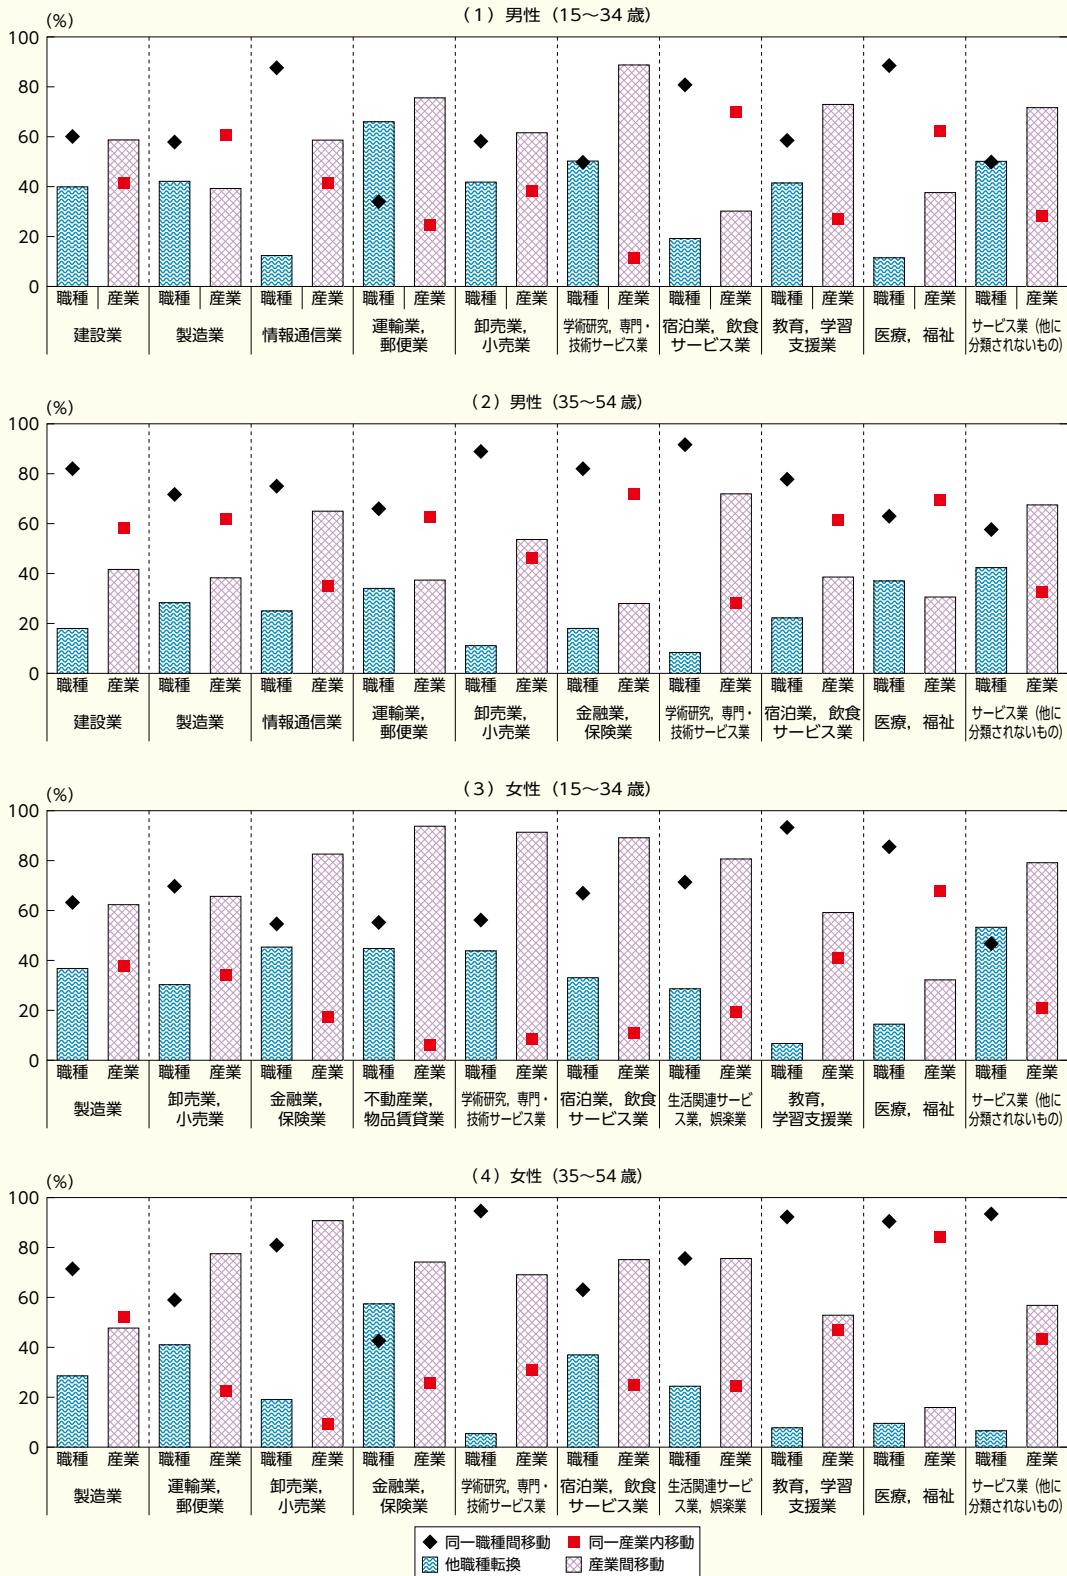 (1) 男性 (15～34歳)
(%)
100
80
60
40
20
0
職種 産業 職種 産業 職種 産業 職種 産業 職種 産業 職種 産業 職種 産業 職種 産業 職種 産業 職種 産業
建設業
製造業
情報通信業
運輸業，
郵便業
卸売業，
小売業
学術研究，専門・
技術サービス業
宿泊業，飲食
サービス業
教育，学習
支援業
医療，福祉
サービス業（他に
分類されないもの）
(2) 男性 (35～54歳)
(%)
100
80
60
40
20
0
職種 産業 職種 産業 職種 産業 職種 産業 職種 産業 職種 産業 職種 産業 職種 産業 職種 産業 職種 産業
建設業
製造業
情報通信業
運輸業，
郵便業
卸売業，
小売業
金融業，
保険業
学術研究，専門・
技術サービス業
宿泊業，飲食
サービス業
医療，福祉
サービス業（他に
分類されないもの）
(3) 女性 (15～34歳)
(%)
100
80
60
40
20
0
職種 産業 職種 産業 職種 産業 職種 産業 職種 産業 職種 産業 職種 産業 職種 産業 職種 産業 職種 産業
製造業
卸売業，
小売業
金融業，
保険業
不動産業，
物品賃貸業
学術研究，専門・
技術サービス業
宿泊業，飲食
サービス業
生活関連サービ
ス業，娯楽業
教育，
学習支援業
医療，福祉
サービス業（他に
分類されないもの）
(4) 女性 (35～54歳)
(%)
100
80
60
40
20
0
職種 産業 職種 産業 職種 産業 職種 産業 職種 産業 職種 産業 職種 産業 職種 産業 職種 産業 職種 産業
製造業
運輸業，
郵便業
卸売業，
小売業
金融業，
保険業
学術研究，専門・
技術サービス業
宿泊業，飲食
サービス業
生活関連サービ
ス業，娯楽業
教育，学習
支援業
医療，福祉
サービス業（他に
分類されないもの）
同一職種間移動 同一産業内移動
他職種転換 産業間移動